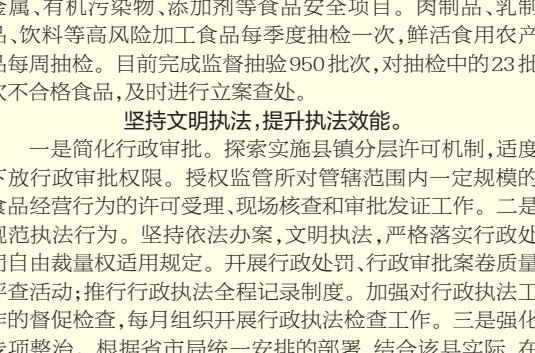 金属、有机污染物、添加剂等食品安全项目。肉制品、乳制
品、饮料等高风险加工食品每季度抽检一次,鲜活食用农产
品每周抽检。目前完成监督抽验950批次,对抽检中的23批
次不合格食品,及时进行立案查处。
坚持文明执法,提升执法效能。
一是简化行政审批。探索实施县镇分层许可机制,适度
下放行政审批权限。授权监管所对管辖范围内一定规模的
食品经营行为的许可受理、现场核查和审批发证工作。二是
规范执法行为。坚持依法办案,文明执法,严格落实行政处
罚自由裁量权适用规定。开展行政处罚、行政审批案卷质量
评查活动;推行行政执法全程记录制度。加强对行政执法工
作的督促检查,每月组织开展行政执法检查工作。三是强化
专项整治。根据省市局统一安排的部署,结合该县实际,在